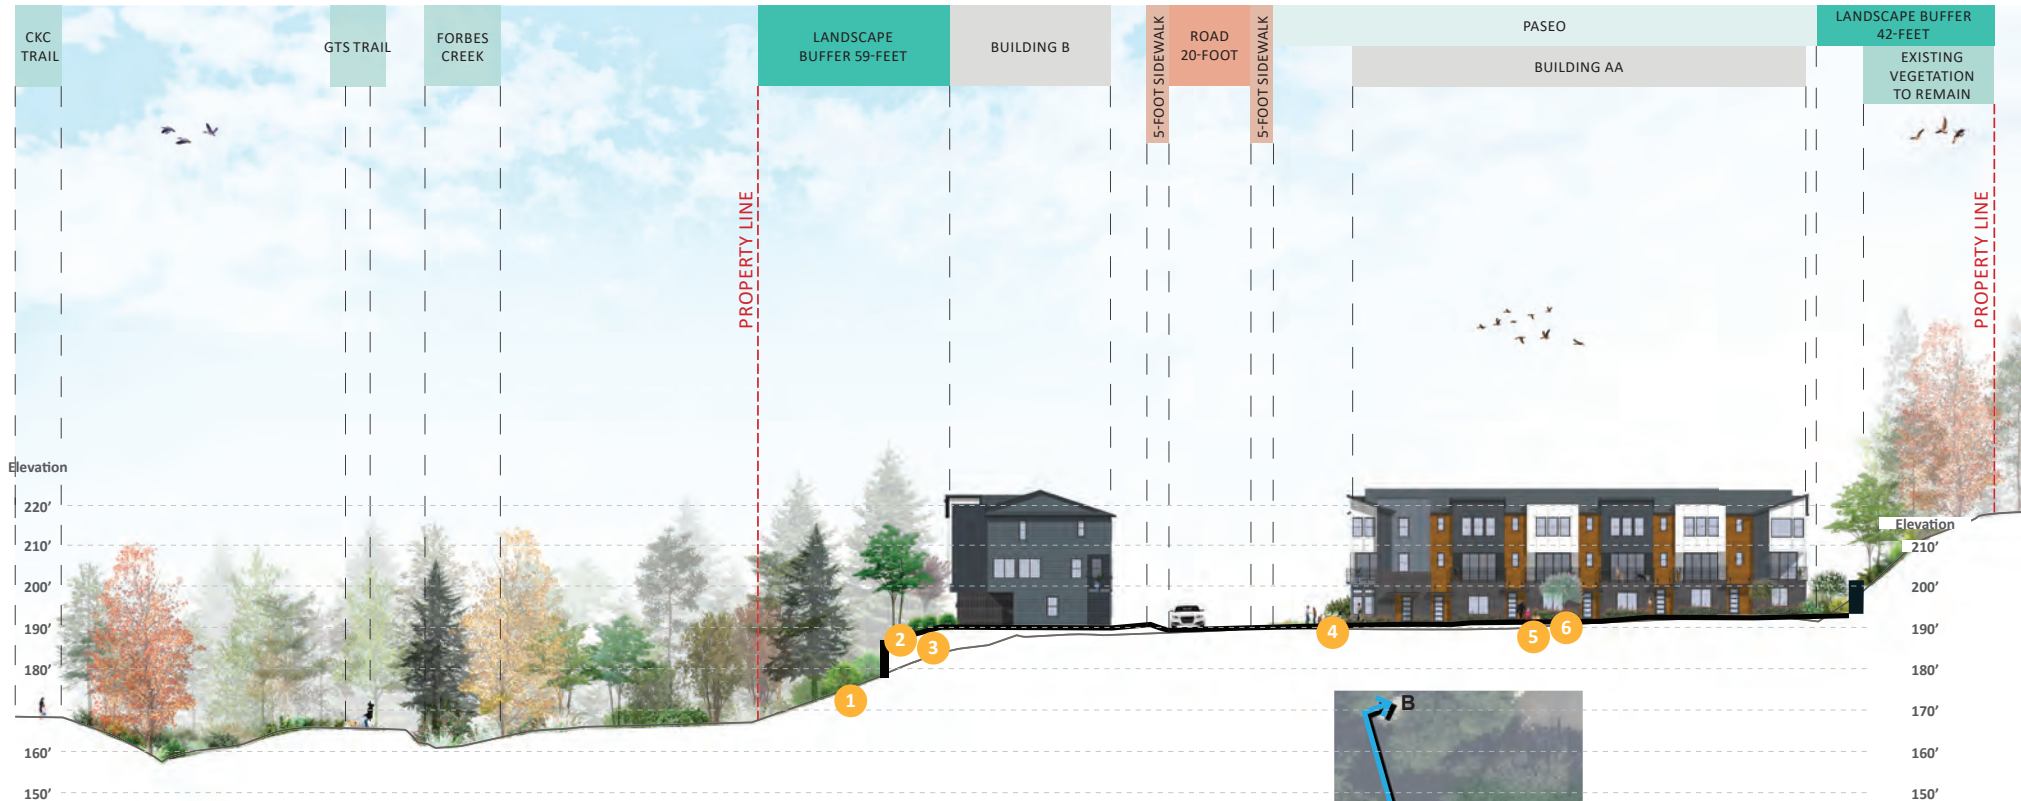 CKC
TRAIL
GTS TRAIL
FORBES
CREEK
LANDSCAPE
BUFFER 59-FEET
BUILDING B
5-FOOT SIDEWALK
ROAD
20-FOOT
5-FOOT SIDEWALK
PASEO
BUILDING AA
LANDSCAPE BUFFER
42-FEET
EXISTING
VEGETATION
TO REMAIN
PROPERTY LINE
PROPERTY LINE
Elevation
220’
210’
200’
190’
180’
170’
160’
150’
Elevation
210’
200’
190’
180’
170’
160’
150’
1
2
3
4
5
6
B